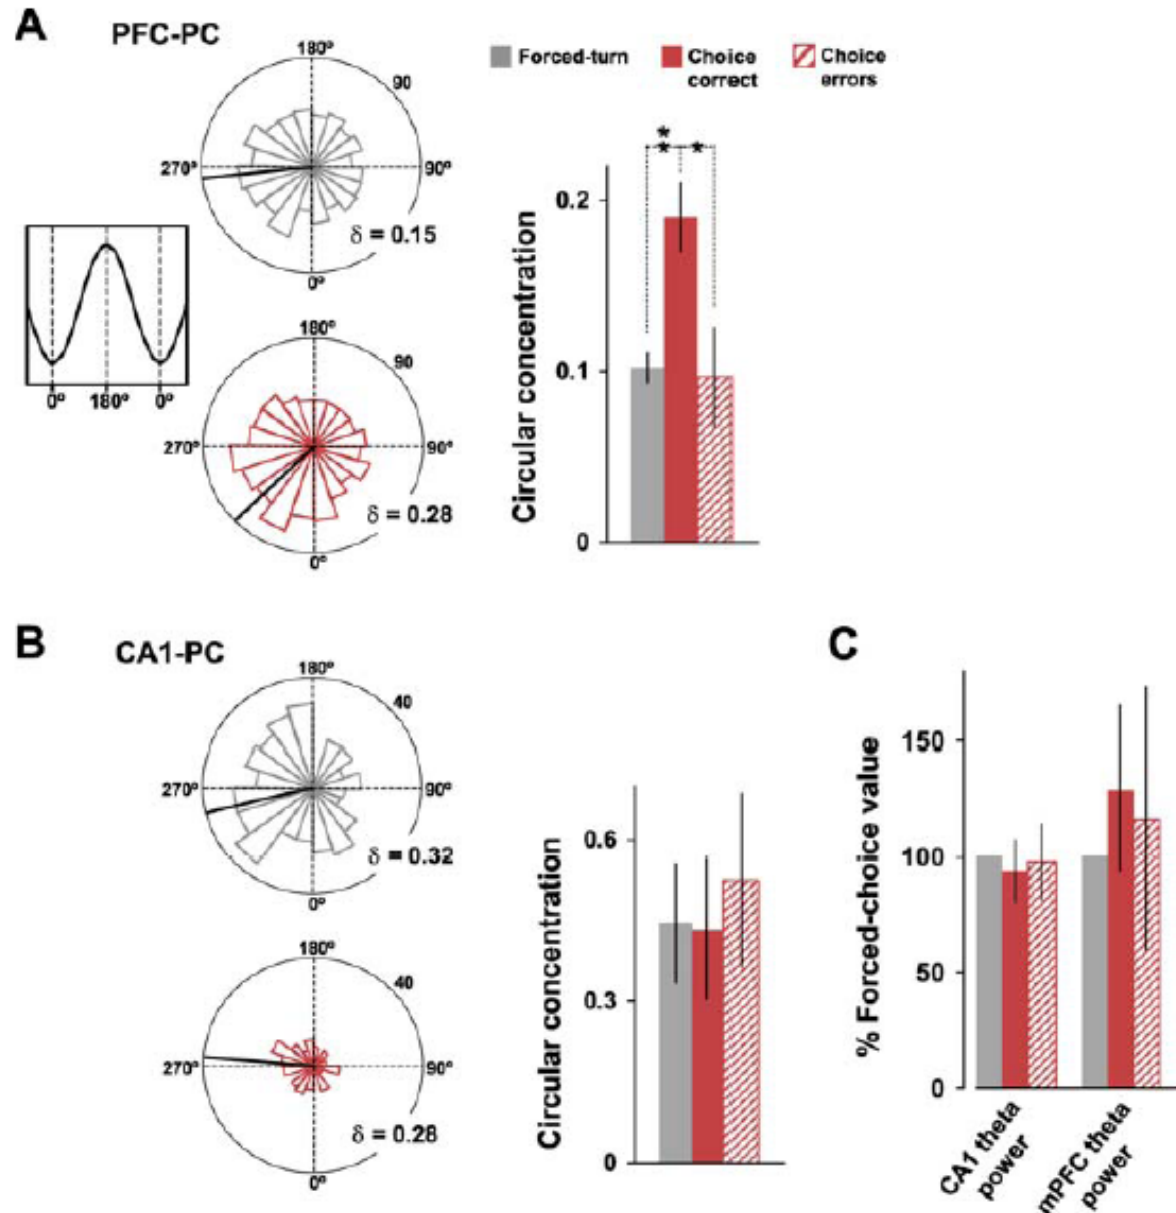 A
PFC-PC
180º
90
270º
90º
δ = 0.15
0º
0º 180º 0º
180º
90
270º
90º
δ = 0.28
0º
Forced-turn
Choice
correct
Choice
errors
*
* *
Circular concentration
0.2
0.1
0
B
CA1-PC
180º
40
270º
90º
δ = 0.32
0º
180º
40
270º
90º
δ = 0.28
0º
Circular concentration
0.6
0.3
0
C
% Forced-choice value
150
100
50
0
CA1 theta
power
mPFC theta
power